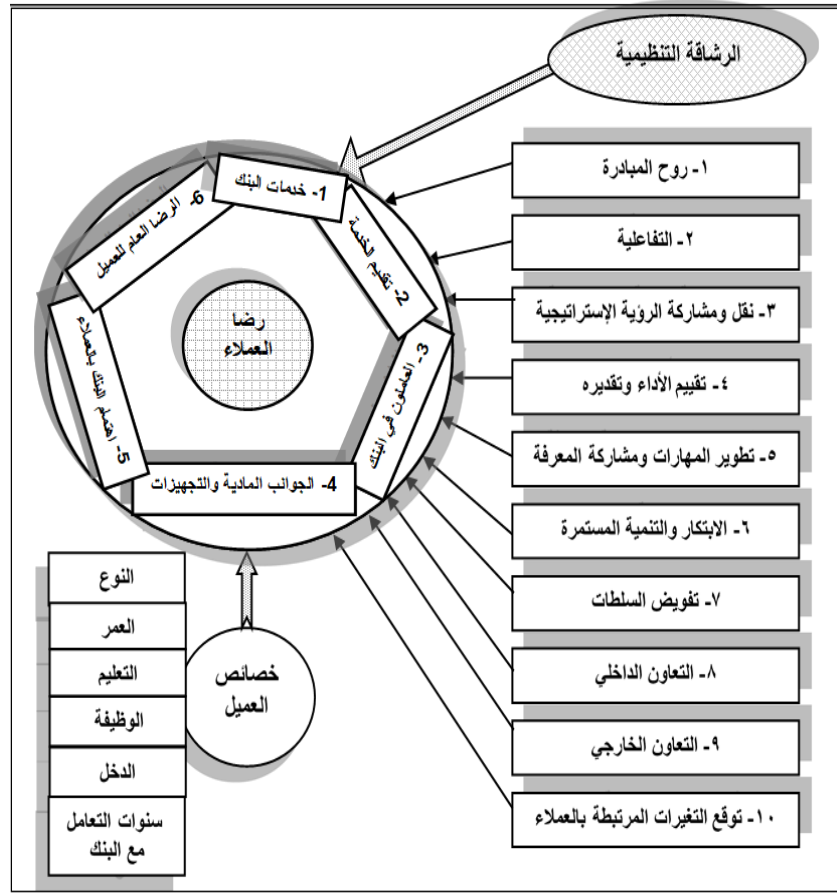 الرشاقة التنظيمية
١- روح المبادرة
٢- التفاعلية
٣- نقل ومشاركة الرؤية الإستراتيجية
٤- تقييم الأداء وتقديره
٥- تطوير المهارات ومشاركة المعرفة
٦- الابتكار والتنمية المستمرة
٧- تفويض السلطات
٨- التعاون الداخلي
٩- التعاون الخارجي
١٠- توقع التغيرات المرتبطة بالعملاء
1- خدمات البنك
2- تقييم الخدمة
3- العاملون في البنك
4- الجوانب المادية والتجهيزات
5- اهتمام البنك بالعملاء
6- الرضا العام للعميل
رضا
العملاء
خصائص
العميل
النوع
العمر
التعليم
الوظيفة
الدخل
سنوات التعامل
مع البنك